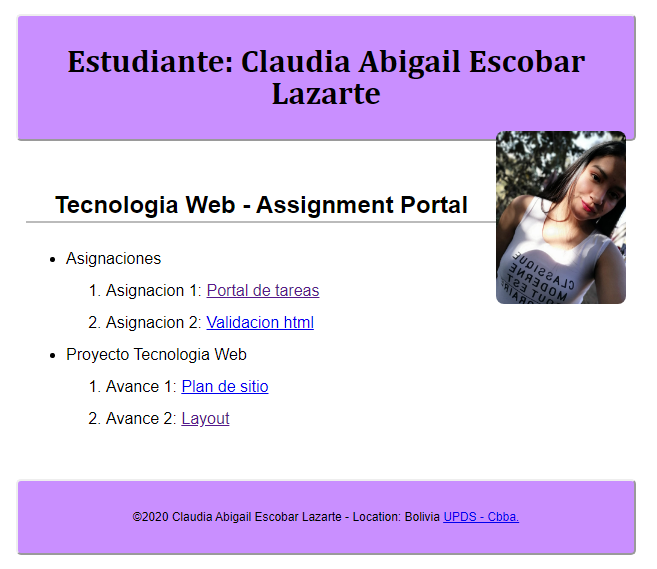 Estudiante: Claudia Abigail Escobar
Lazarte
Tecnologia Web - Assignment Portal
CLASSIQUE
MODERNE
TOUT EST
Asignaciones
1. Asignacion 1: Portal de tareas
2. Asignacion 2: Validacion html
Proyecto Tecnologia Web
1. Avance 1: Plan de sitio
2. Avance 2: Layout
©2020 Claudia Abigail Escobar Lazarte - Location: Bolivia UPDS - Cbba.